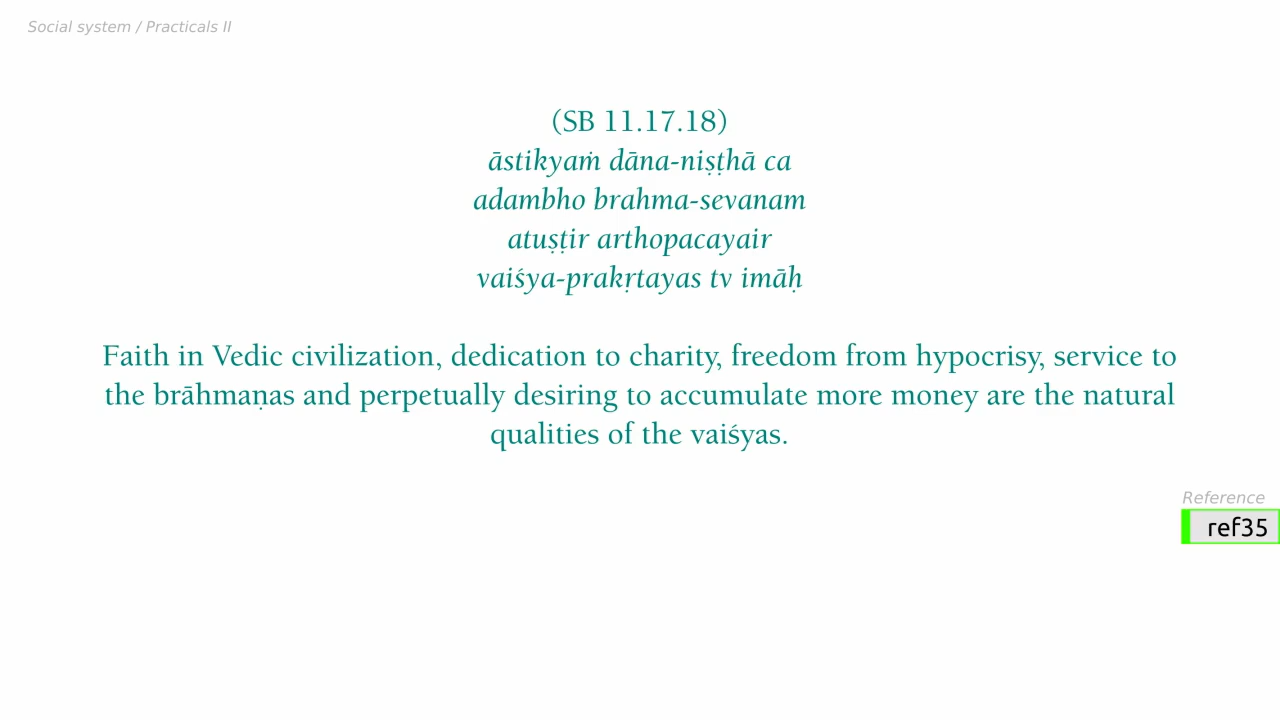 Social system / Practicals II
(SB 11.17.18)
āstikyaṁ dāna-niṣṭhā ca
adambho brahma-sevanam
atuṣṭir arthopacayair
vaiśya-prakṛtayas tv imāḥ
Faith in Vedic civilization, dedication to charity, freedom from hypocrisy, service to
the brāhmaṇas and perpetually desiring to accumulate more money are the natural
qualities of the vaiśyas.
Reference
ref35